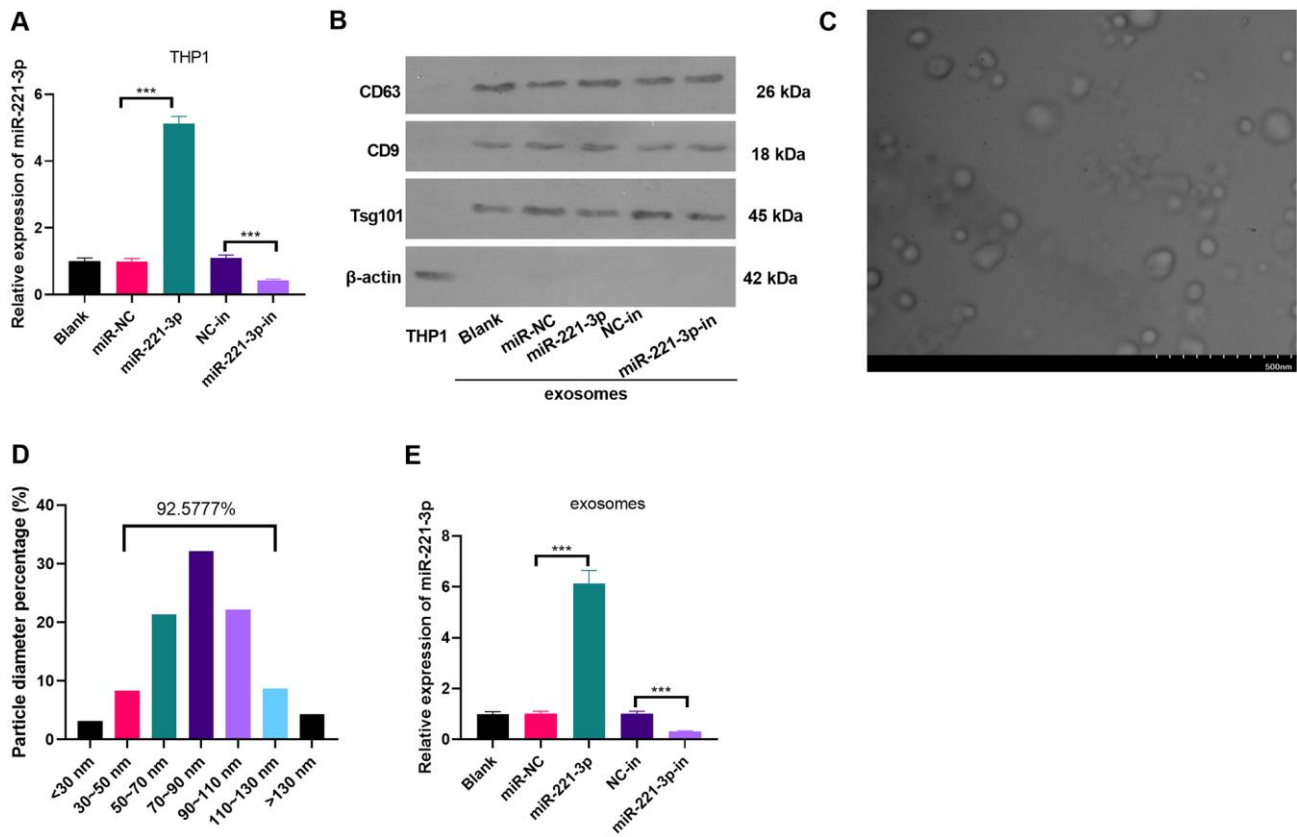 A
THP1
Relative expression of miR-221-3p
6
4
2
0
***
***
Blank
miR-NC
miR-221-3p
NC-in
miR-221-3p-in
B
CD63
26 kDa
CD9
18 kDa
Tsg101
45 kDa
β-actin
42 kDa
THP1
Blank
miR-NC
miR-221-3p
NC-in
miR-221-3p-in
exosomes
C
500nm
D
Particle diameter percentage (%)
92.5777%
40
30
20
10
0
<30 nm
30~50 nm
50~70 nm
70~90 nm
90~110 nm
110~130 nm
>130 nm
E
exosomes
Relative expression of miR-221-3p
8
6
4
2
0
***
***
Blank
miR-NC
miR-221-3p
NC-in
miR-221-3p-in